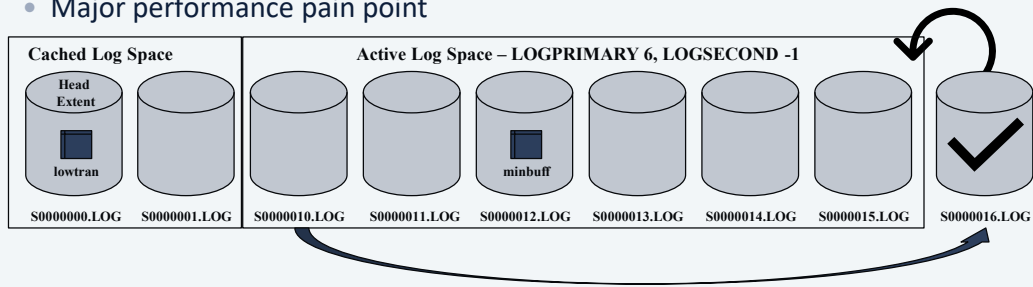 • Major performance pain point
Cached Log Space
Active Log Space – LOGPRIMARY 6, LOGSECOND -1
Head
Extent
lowtran
minbuff
S0000000.LOG S0000001.LOG S0000010.LOG S0000011.LOG S0000012.LOG S0000013.LOG S0000014.LOG S0000015.LOG S0000016.LOG